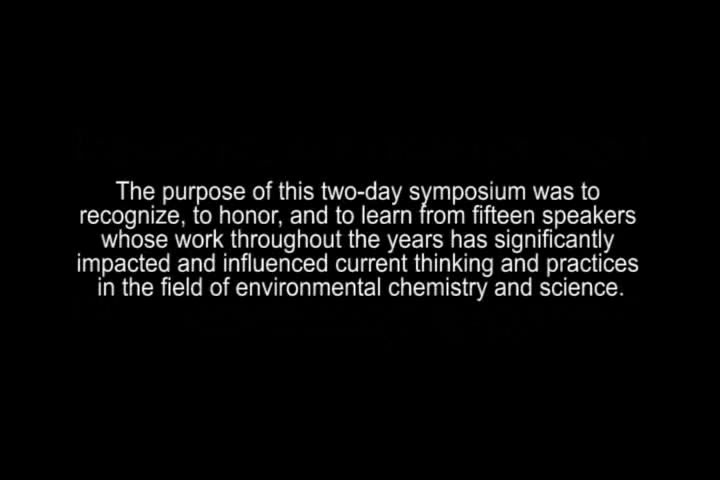 The purpose of this two-day symposium was to
recognize, to honor, and to learn from fifteen speakers
whose work throughout the years has significantly
impacted and influenced current thinking and practices
in the field of environmental chemistry and science.